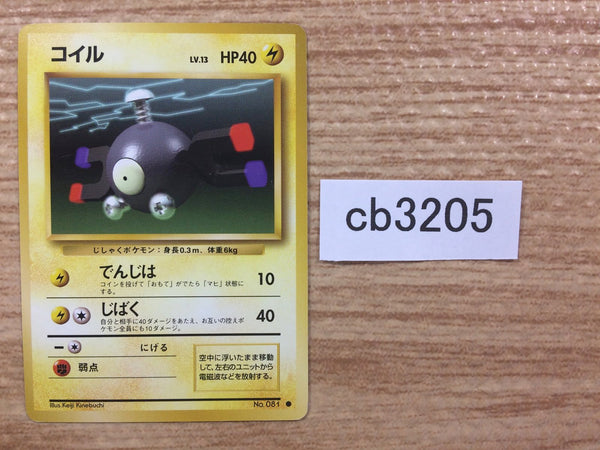 コイル LV.13 HP40
じしゃくポケモン：身長0.3m、体重6kg
でんじは 10
コインを投げて「おもて」がでたら「マヒ」状態に
する。
じばく 40
自分と相手に40ダメージをあたえ、お互いの控えポ
ケモン全員にも10ダメージ。
ー にげる
弱点
空中に浮いたまま移動
して、左右のユニットから
電磁波などを放射する。
Illus. Keiji Kinebuchi No.081 ●
cb3205